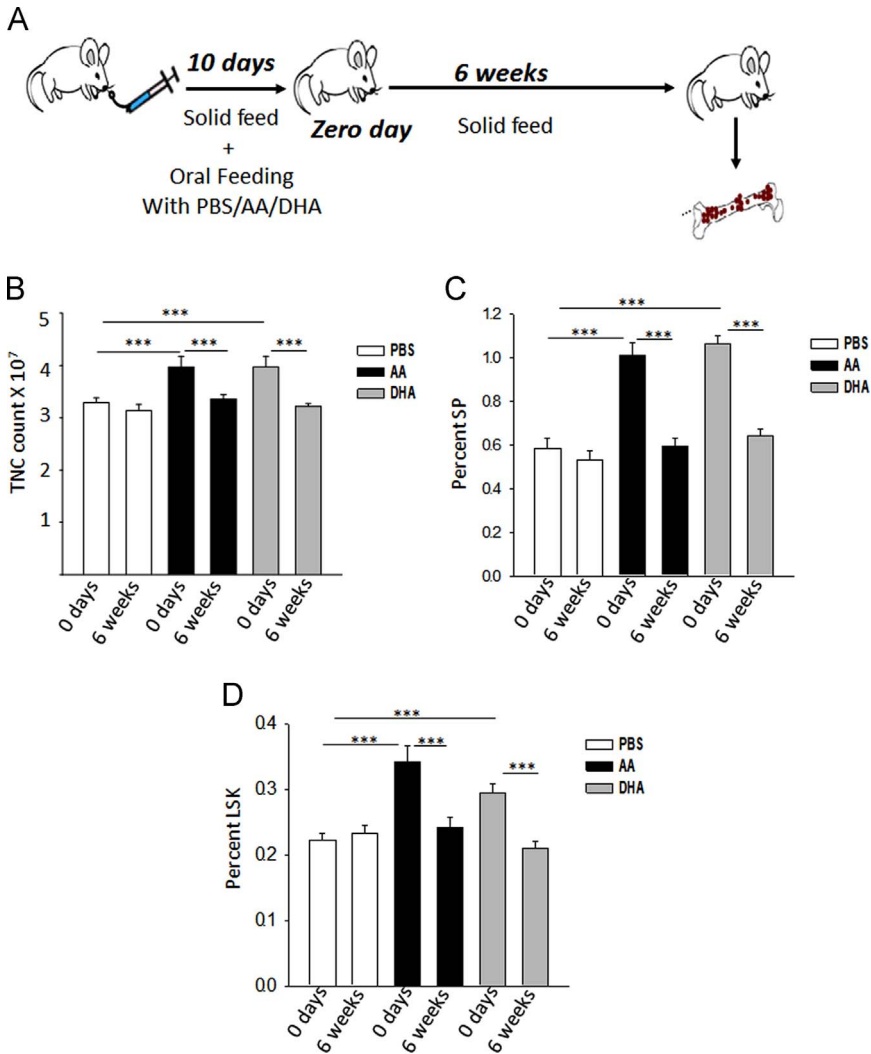 A
10 days
6 weeks
Solid feed
+
Oral Feeding
With PBS/AA/DHA
Zero day
Solid feed
B
TNC count X 10⁷
5
4
3
2
1
***
***
***
***
PBS
AA
DHA
0 days
6 weeks
0 days
6 weeks
0 days
6 weeks
C
Percent SP
1.2
1.0
0.8
0.6
0.4
0.2
0.0
***
***
***
***
PBS
AA
DHA
0 days
6 weeks
0 days
6 weeks
0 days
6 weeks
D
Percent LSK
0.4
0.3
0.2
0.1
0.0
***
***
***
***
PBS
AA
DHA
0 days
6 weeks
0 days
6 weeks
0 days
6 weeks